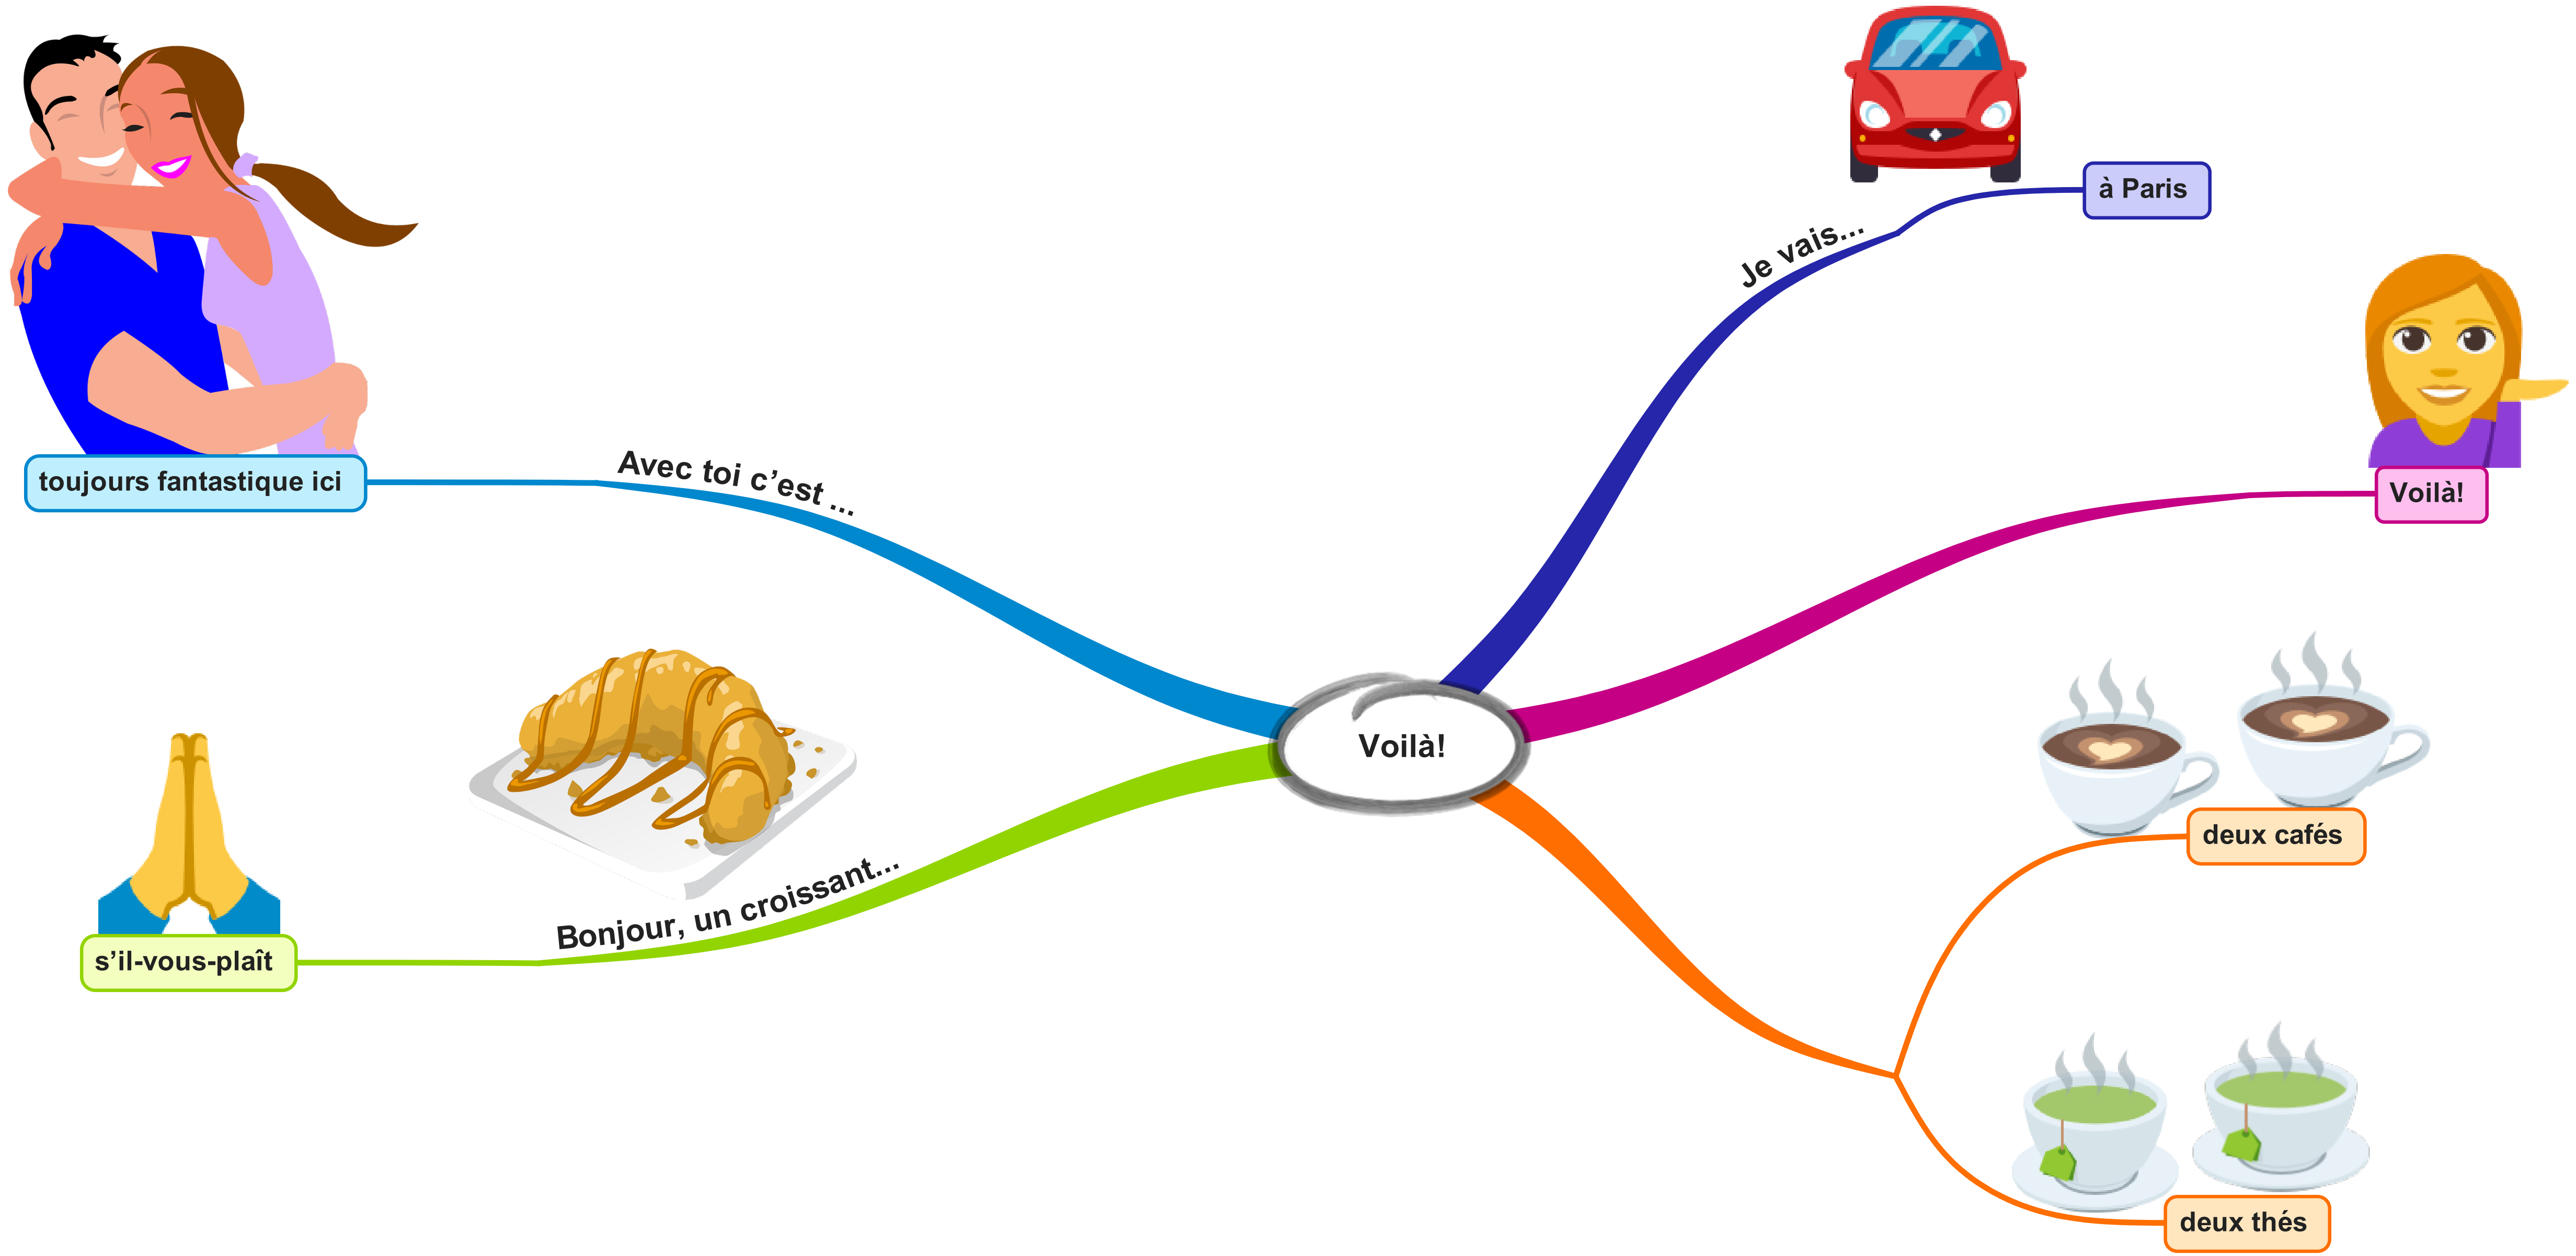 Voilà!
Je vais...
à Paris
Voilà!
deux cafés
deux thés
Bonjour, un croissant...
s’il-vous-plaît
Avec toi c’est ...
toujours fantastique ici